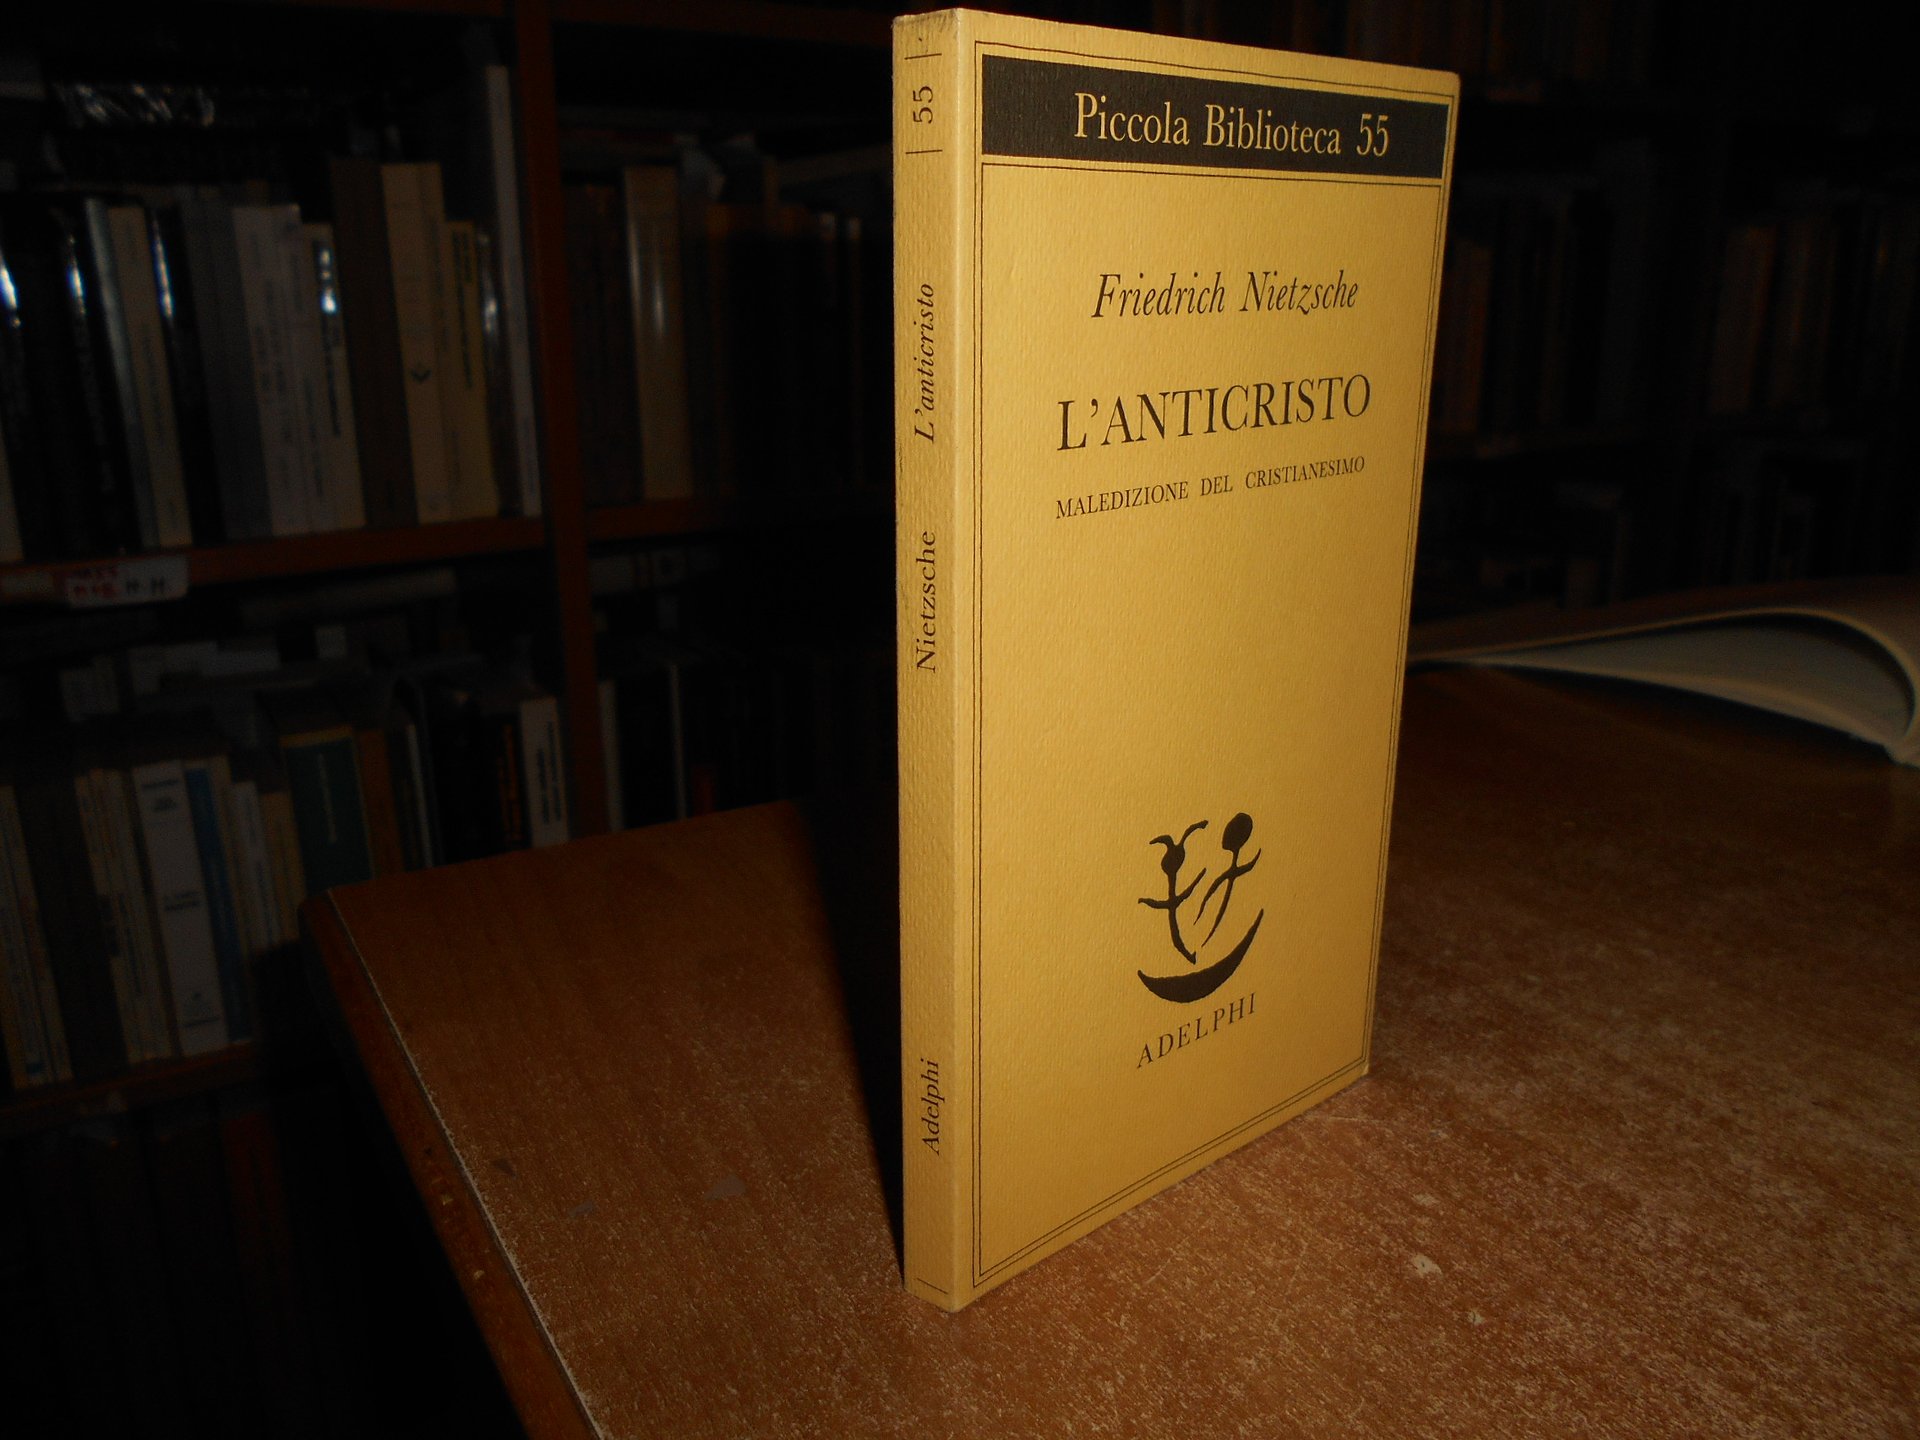 55
L'anticristo
Nietzsche
Adelphi
Piccola Biblioteca 55
Friedrich Nietzsche
L'ANTICRISTO
MALEDIZIONE DEL CRISTIANESIMO
ADELPHI